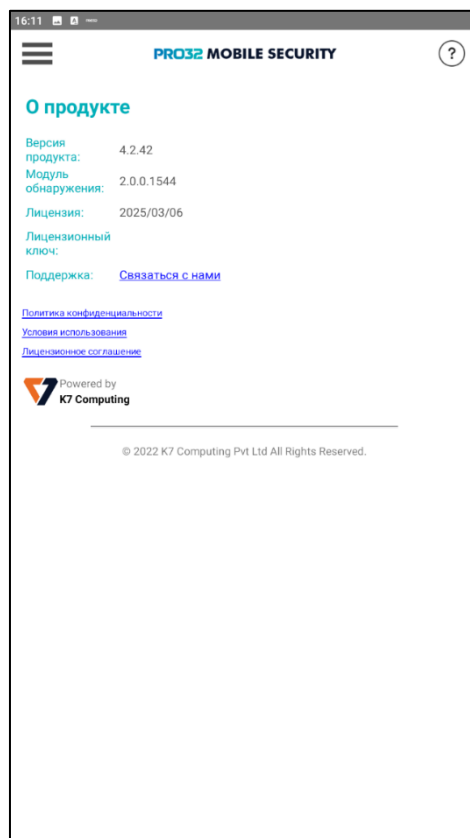 16:11
PRO32 MOBILE SECURITY
?
О продукте
Версия
продукта:
4.2.42
Модуль
обнаружения:
2.0.0.1544
Лицензия: 2025/03/06
Лицензионный
ключ:
Поддержка: Связаться с нами
Политика конфиденциальности
Условия использования
Лицензионное соглашение
Powered by
K7 Computing
© 2022 K7 Computing Pvt Ltd All Rights Reserved.